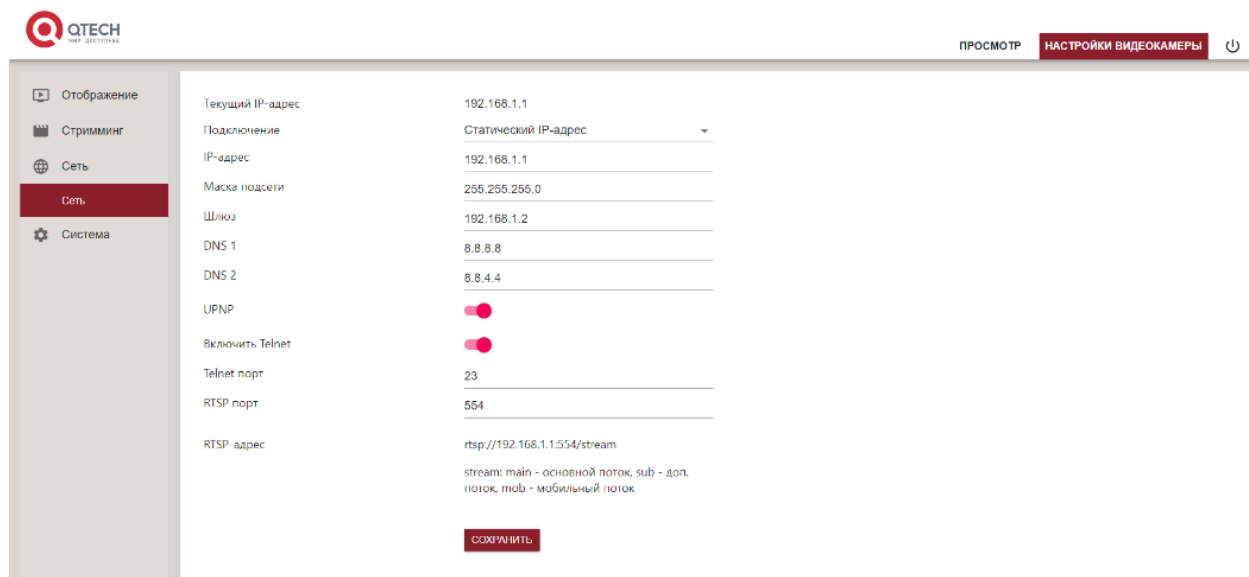 QTECH
МИР ДОСТУПНЕЕ
ПРОСМОТР НАСТРОЙКИ ВИДЕОКАМЕРЫ
Отображение
Стримминг
Сеть
Сеть
Система
Текущий IP-адрес 192.168.1.1
Подключение Статический IP-адрес
IP-адрес 192.168.1.1
Маска подсети 255.255.255.0
Шлюз 192.168.1.2
DNS 1 8.8.8.8
DNS 2 8.8.4.4
UPNP
Включить Telnet
Telnet порт 23
RTSP порт 554
RTSP-адрес rtsp://192.168.1.1:554/stream
stream: main - основной поток, sub - доп.
поток, mob - мобильный поток
СОХРАНИТЬ